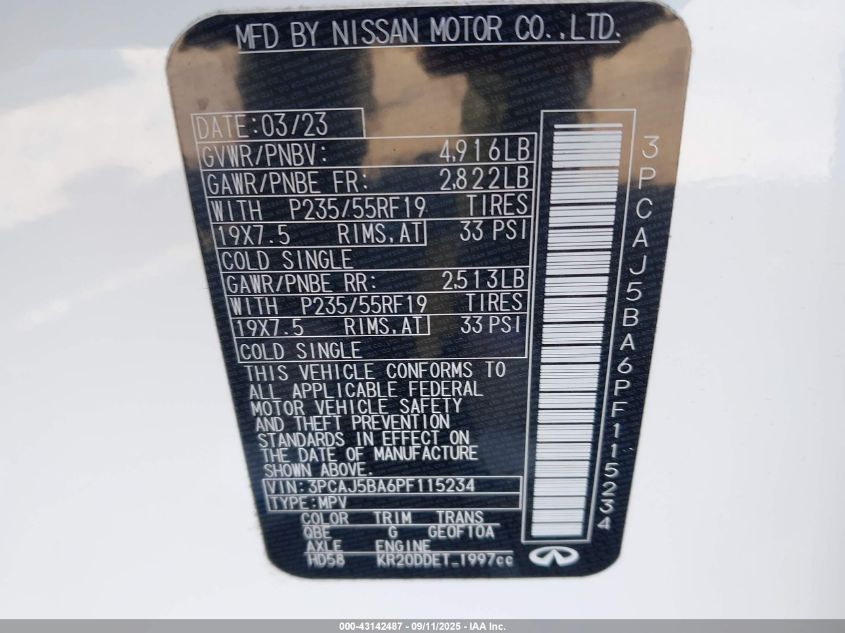 MFD BY NISSAN MOTOR CO.,LTD.
DATE:03/23
GVWR/PNBV: 4,916LB
GAWR/PNBE FR: 2,822LB
WITH P235/55RF19 TIRES
19X7.5 RIMS,AT 33 PSI
COLD SINGLE
GAWR/PNBE RR: 2,513LB
WITH P235/55RF19 TIRES
19X7.5 RIMS,AT 33 PSI
COLD SINGLE
THIS VEHICLE CONFORMS TO
ALL APPLICABLE FEDERAL
MOTOR VEHICLE SAFETY
AND THEFT PREVENTION
STANDARDS IN EFFECT ON
THE DATE OF MANUFACTURE
SHOWN ABOVE.
VIN:3PCAJ5BA6PF115234
TYPE:MPV
COLOR TRIM TRANS
QBE G GE0F10A
AXLE ENGINE
HD58 KR20DDET_1997cc
3PCAJ5BA6PF115234
000-43142487 - 09/11/2025 - IAA Inc.